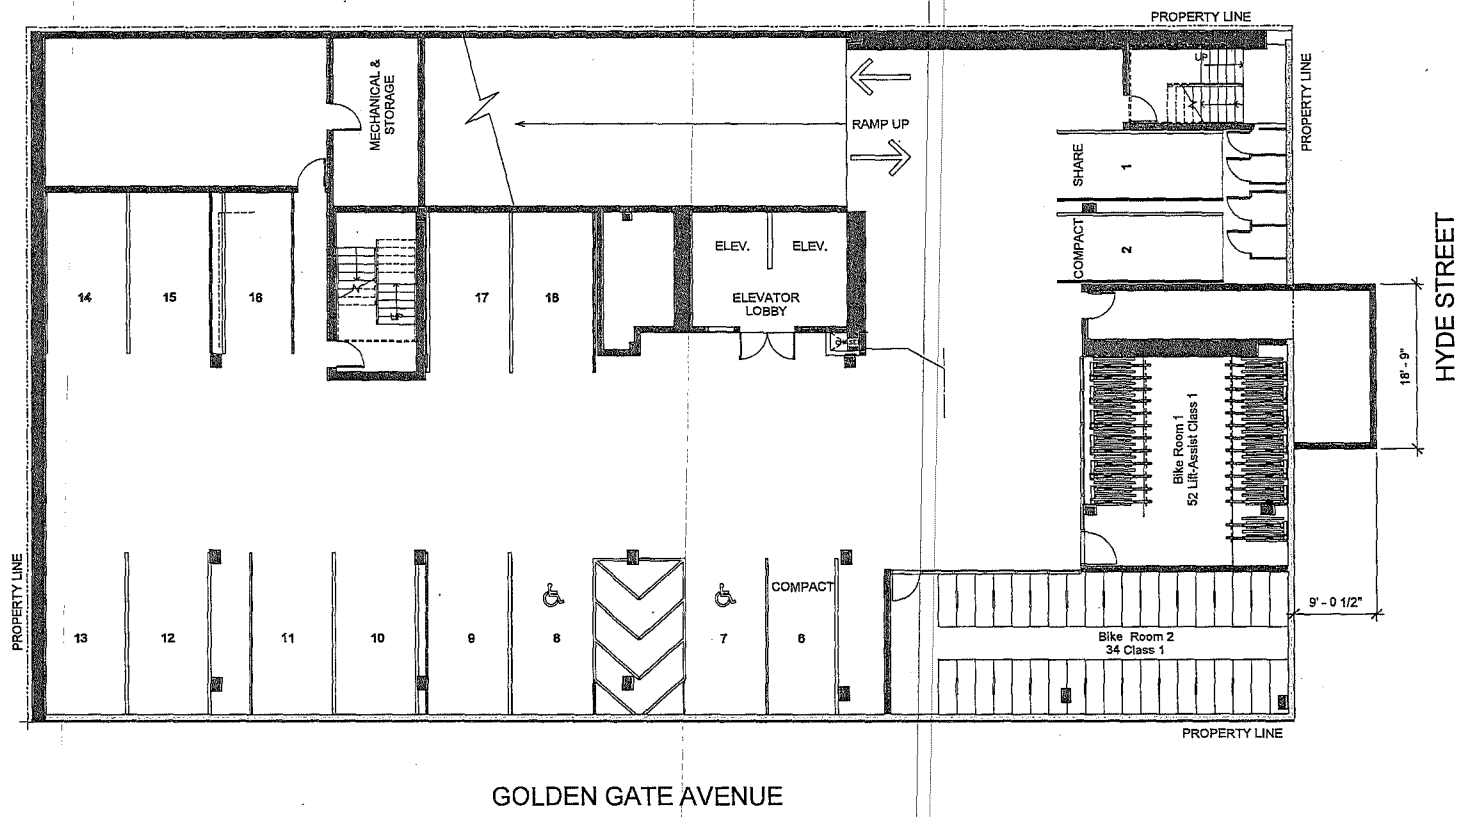 PROPERTY LINE
UP
PROPERTY LINE
MECHANICAL &
STORAGE
RAMP UP
SHARE
1
COMPACT
2
ELEV.
ELEV.
ELEVATOR
LOBBY
14
15
16
UP
17
18
HYDE STREET
18' - 9"
Bike Room 1
52 Lift-Assist Class 1
PROPERTY LINE
13
12
11
10
9
8
7
COMPACT
6
9' - 0 1/2"
Bike Room 2
34 Class 1
PROPERTY LINE
GOLDEN GATE AVENUE